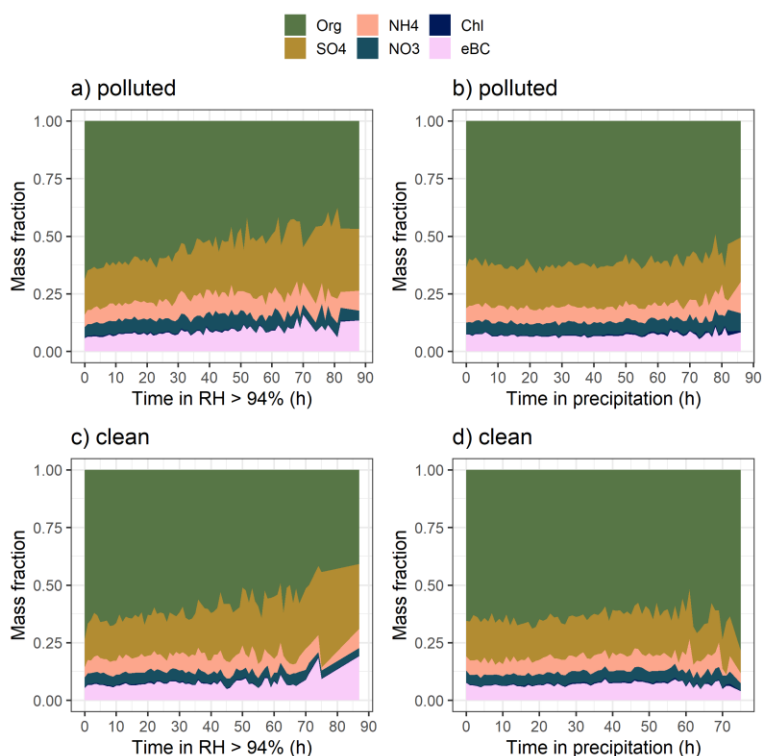 Org NH4 Chl
SO4 NO3 eBC
a) polluted b) polluted
Mass fraction
1.00
0.75
0.50
0.25
0.00
0 10 20 30 40 50 60 70 80 90
Time in RH > 94% (h)
Mass fraction
1.00
0.75
0.50
0.25
0.00
0 10 20 30 40 50 60 70 80 90
Time in precipitation (h)
c) clean d) clean
Mass fraction
1.00
0.75
0.50
0.25
0.00
0 10 20 30 40 50 60 70 80 90
Time in RH > 94% (h)
Mass fraction
1.00
0.75
0.50
0.25
0.00
0 10 20 30 40 50 60 70
Time in precipitation (h)